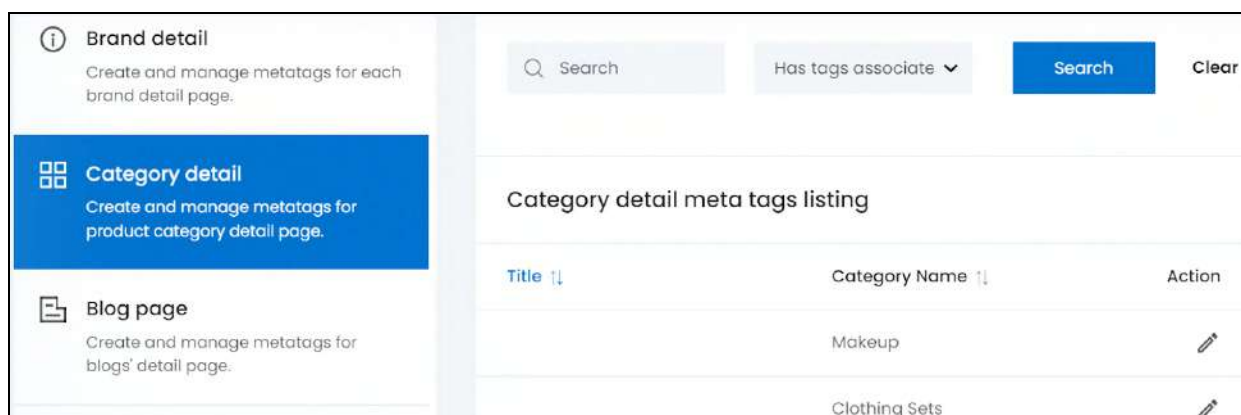 Brand detail
Create and manage metatags for each
brand detail page.
Category detail
Create and manage metatags for
product category detail page.
Blog page
Create and manage metatags for
blogs' detail page.
Search
Has tags associate
Search
Clear
Category detail meta tags listing
Title
Category Name
Action
Makeup
Clothing Sets